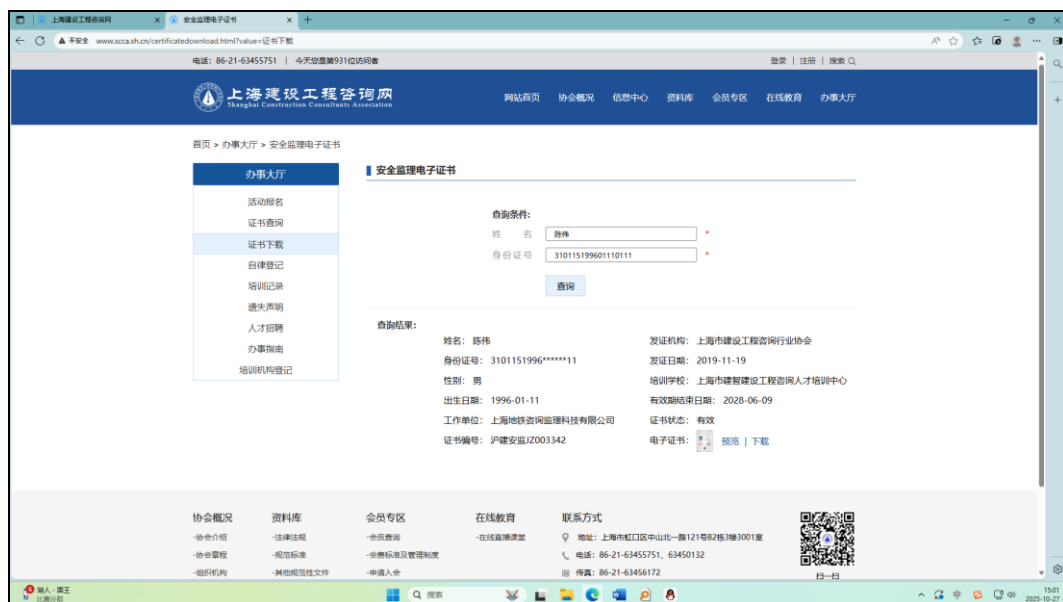 上海建设工程咨询网
安全监理电子证书
不安全 www.scca.sh.cn/certificatedownload.html?value=证书下载
电话: 86-21-63455751 | 今天您是第931位访问者
登录 | 注册 | 搜索
上海建设工程咨询网
Shanghai Construction Consultants Association
网站首页 协会概况 信息中心 资料库 会员专区 在线教育 办事大厅
首页 > 办事大厅 > 安全监理电子证书
办事大厅
活动报名
证书查询
证书下载
自律登记
培训记录
遗失声明
人才招聘
办事指南
培训机构登记
安全监理电子证书
查询条件:
姓 名 陈伟 *
身份证号 310115199601110111 *
查询
查询结果:
姓名: 陈伟
发证机构: 上海市建设工程咨询行业协会
身份证号: 3101151996******11
发证日期: 2019-11-19
性别: 男
培训学校: 上海市建智建设工程咨询人才培训中心
出生日期: 1996-01-11
有效期结束日期: 2028-06-09
工作单位: 上海地铁咨询监理科技有限公司
证书状态: 有效
证书编号: 沪建安监JZ003342
电子证书: 预览 | 下载
协会概况
-协会介绍
-协会章程
-组织机构
资料库
-法律法规
-规范标准
-其他规范性文件
会员专区
-会员查询
-会费标准及管理制度
-申请入会
在线教育
-在线直播课堂
联系方式
地址: 上海市虹口区中山北一路121号B2栋3楼3001室
电话: 86-21-63455751, 63450132
传真: 86-21-63456172
扫一扫
湖人 - 国王
比赛分数
搜索
中
15:01
2025-10-27